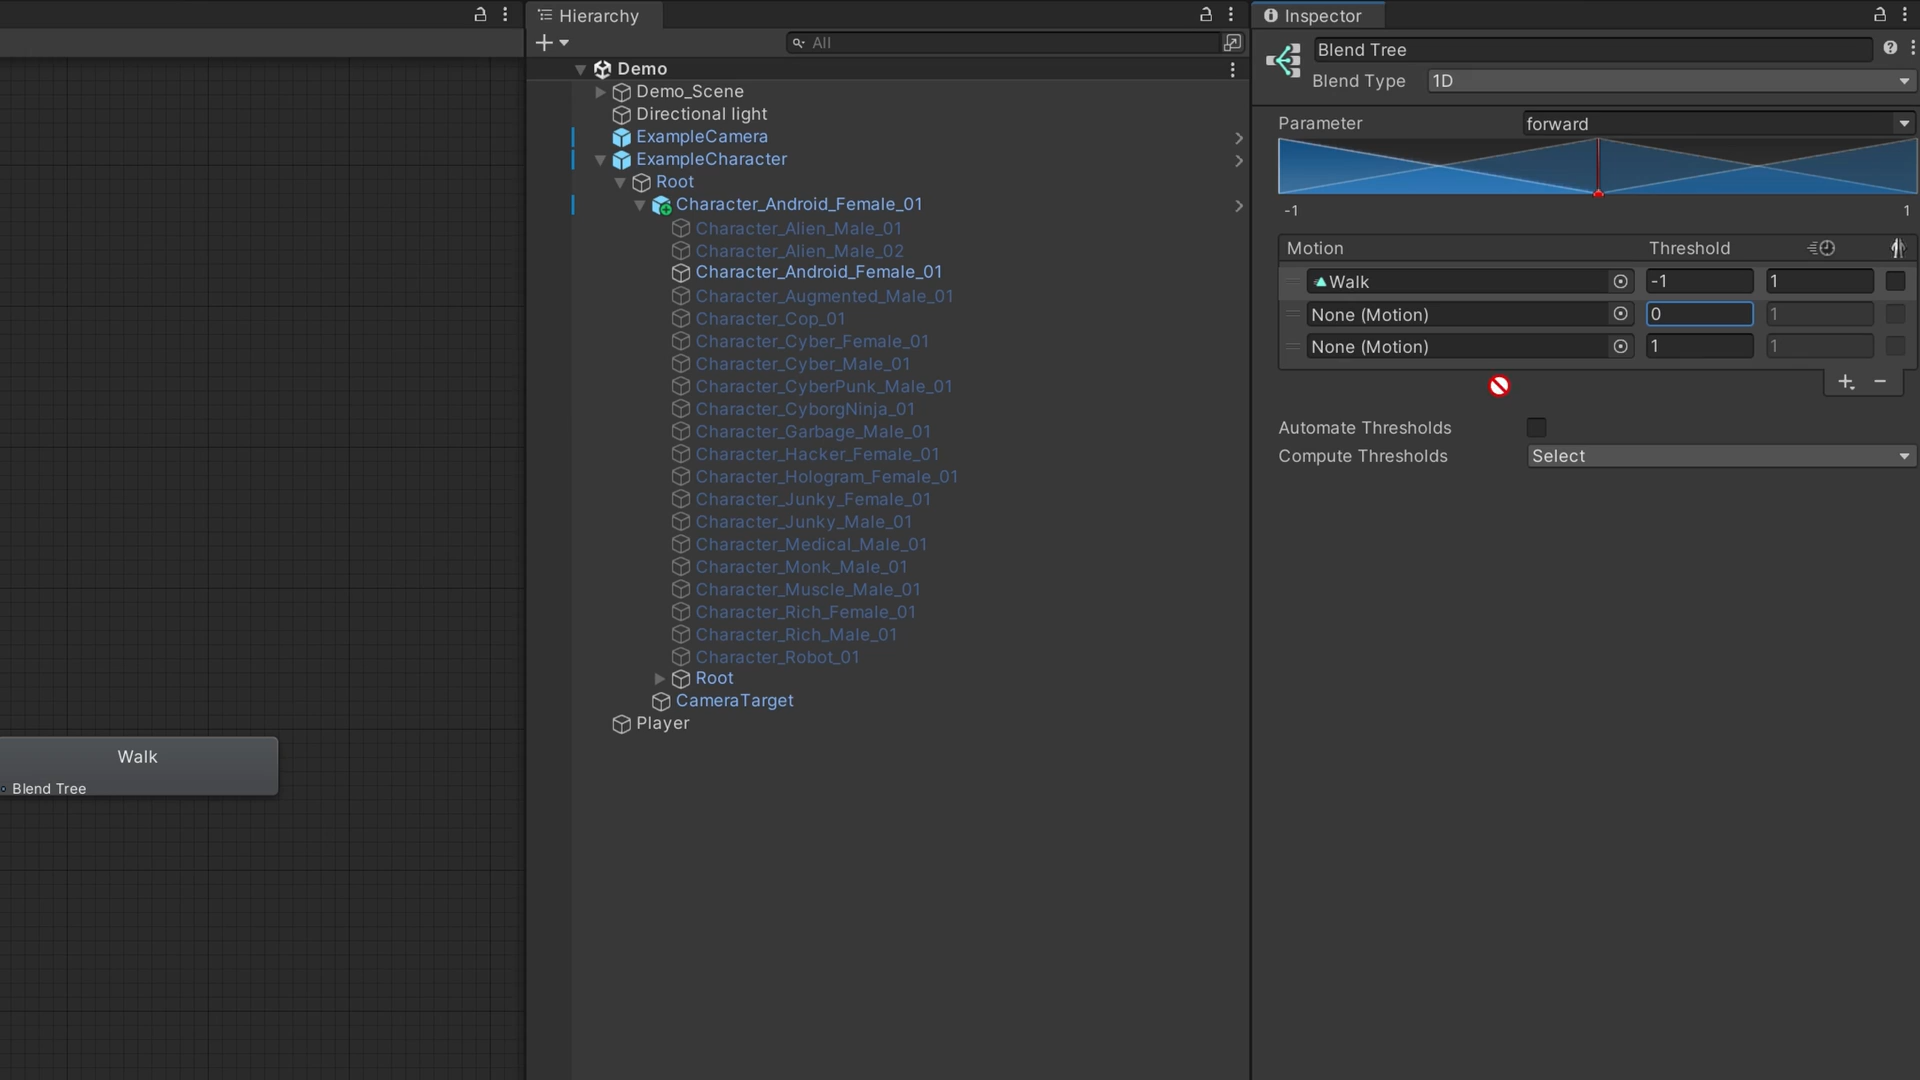 Hierarchy
All
Demo
Demo_Scene
Directional light
ExampleCamera
ExampleCharacter
Root
Character_Android_Female_01
Character_Alien_Male_01
Character_Alien_Male_02
Character_Android_Female_01
Character_Augmented_Male_01
Character_Cop_01
Character_Cyber_Female_01
Character_Cyber_Male_01
Character_CyberPunk_Male_01
Character_CyborgNinja_01
Character_Garbage_Male_01
Character_Hacker_Female_01
Character_Hologram_Female_01
Character_Junky_Female_01
Character_Junky_Male_01
Character_Medical_Male_01
Character_Monk_Male_01
Character_Muscle_Male_01
Character_Rich_Female_01
Character_Rich_Male_01
Character_Robot_01
Root
CameraTarget
Player
Walk
Blend Tree
Inspector
Blend Tree
Blend Type 1D
Parameter forward
-1 1
Motion Threshold
Walk -1 1
None (Motion) 0 1
None (Motion) 1 1
Automate Thresholds
Compute Thresholds Select